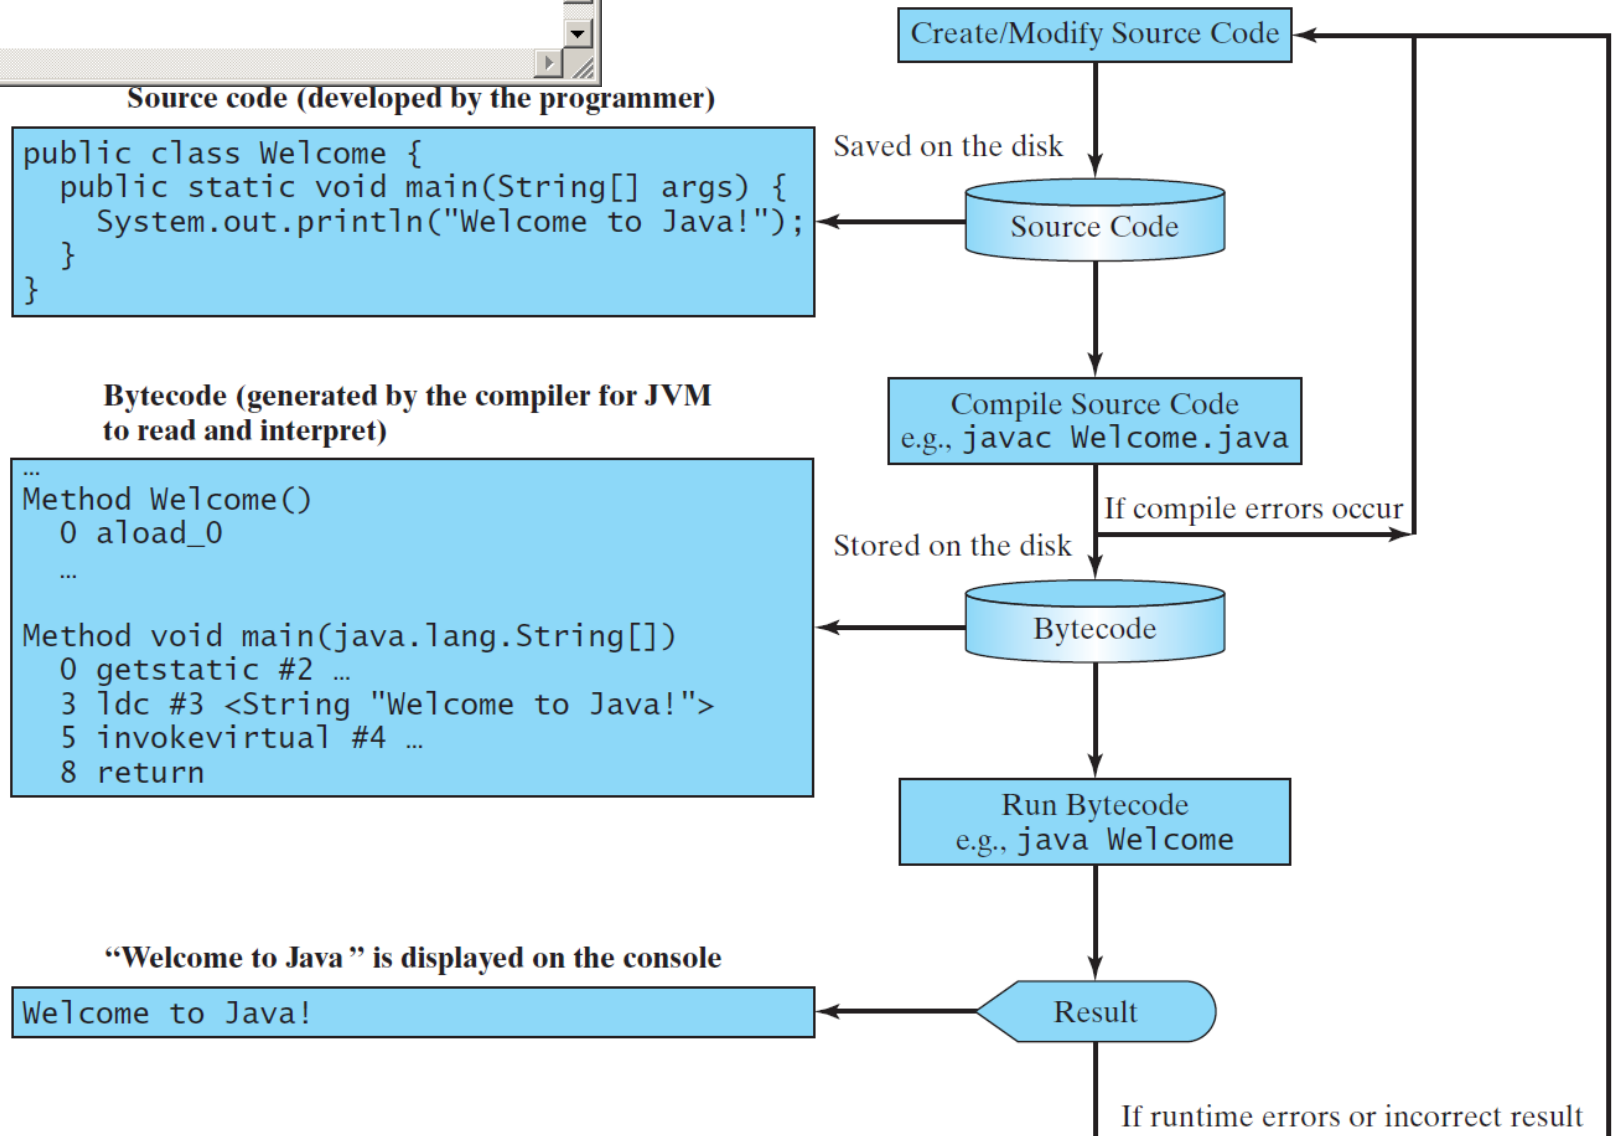 Create/Modify Source Code
Source code (developed by the programmer)
public class Welcome {
  public static void main(String[] args) {
    System.out.println("Welcome to Java!");
  }
}
Saved on the disk
Source Code
Compile Source Code
e.g., javac Welcome.java
If compile errors occur
Bytecode (generated by the compiler for JVM
to read and interpret)
…
Method Welcome()
  0 aload_0
  …
Method void main(java.lang.String[])
  0 getstatic #2 …
  3 ldc #3 <String "Welcome to Java!">
  5 invokevirtual #4 …
  8 return
Stored on the disk
Bytecode
Run Bytecode
e.g., java Welcome
“Welcome to Java” is displayed on the console
Welcome to Java!
Result
If runtime errors or incorrect result